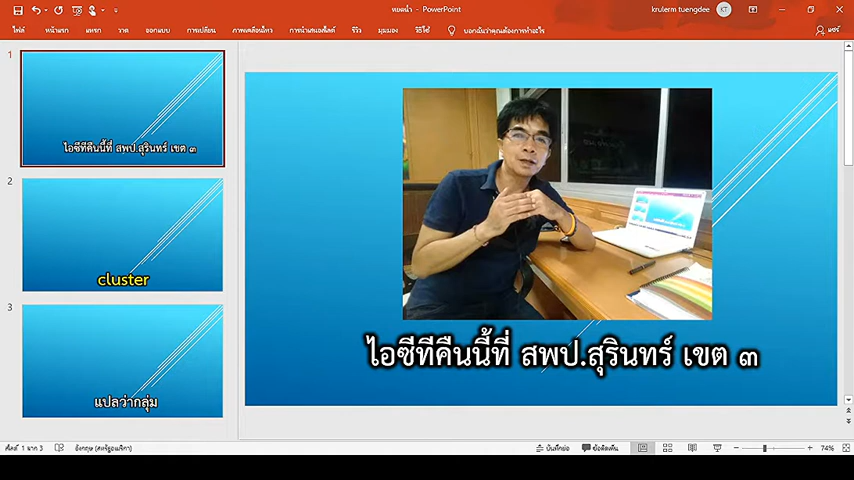 หยดน้ำ - PowerPoint
krulerm tuengdee
KT
ไฟล์ หน้าแรก แทรก วาด ออกแบบ การเปลี่ยน ภาพเคลื่อนไหว การนำเสนอสไลด์ รีวิว มุมมอง วิธีใช้ บอกฉันว่าคุณต้องการทำอะไร แชร์
1
ไอซีทีคืนนี้ที่ สพป.สุรินทร์ เขต ๓
2
cluster
3
แปลว่ากลุ่ม
ไอซีทีคืนนี้ที่ สพป.สุรินทร์ เขต ๓
สไลด์ 1 จาก 3 อังกฤษ (สหรัฐอเมริกา) บันทึกย่อ ข้อคิดเห็น 74%